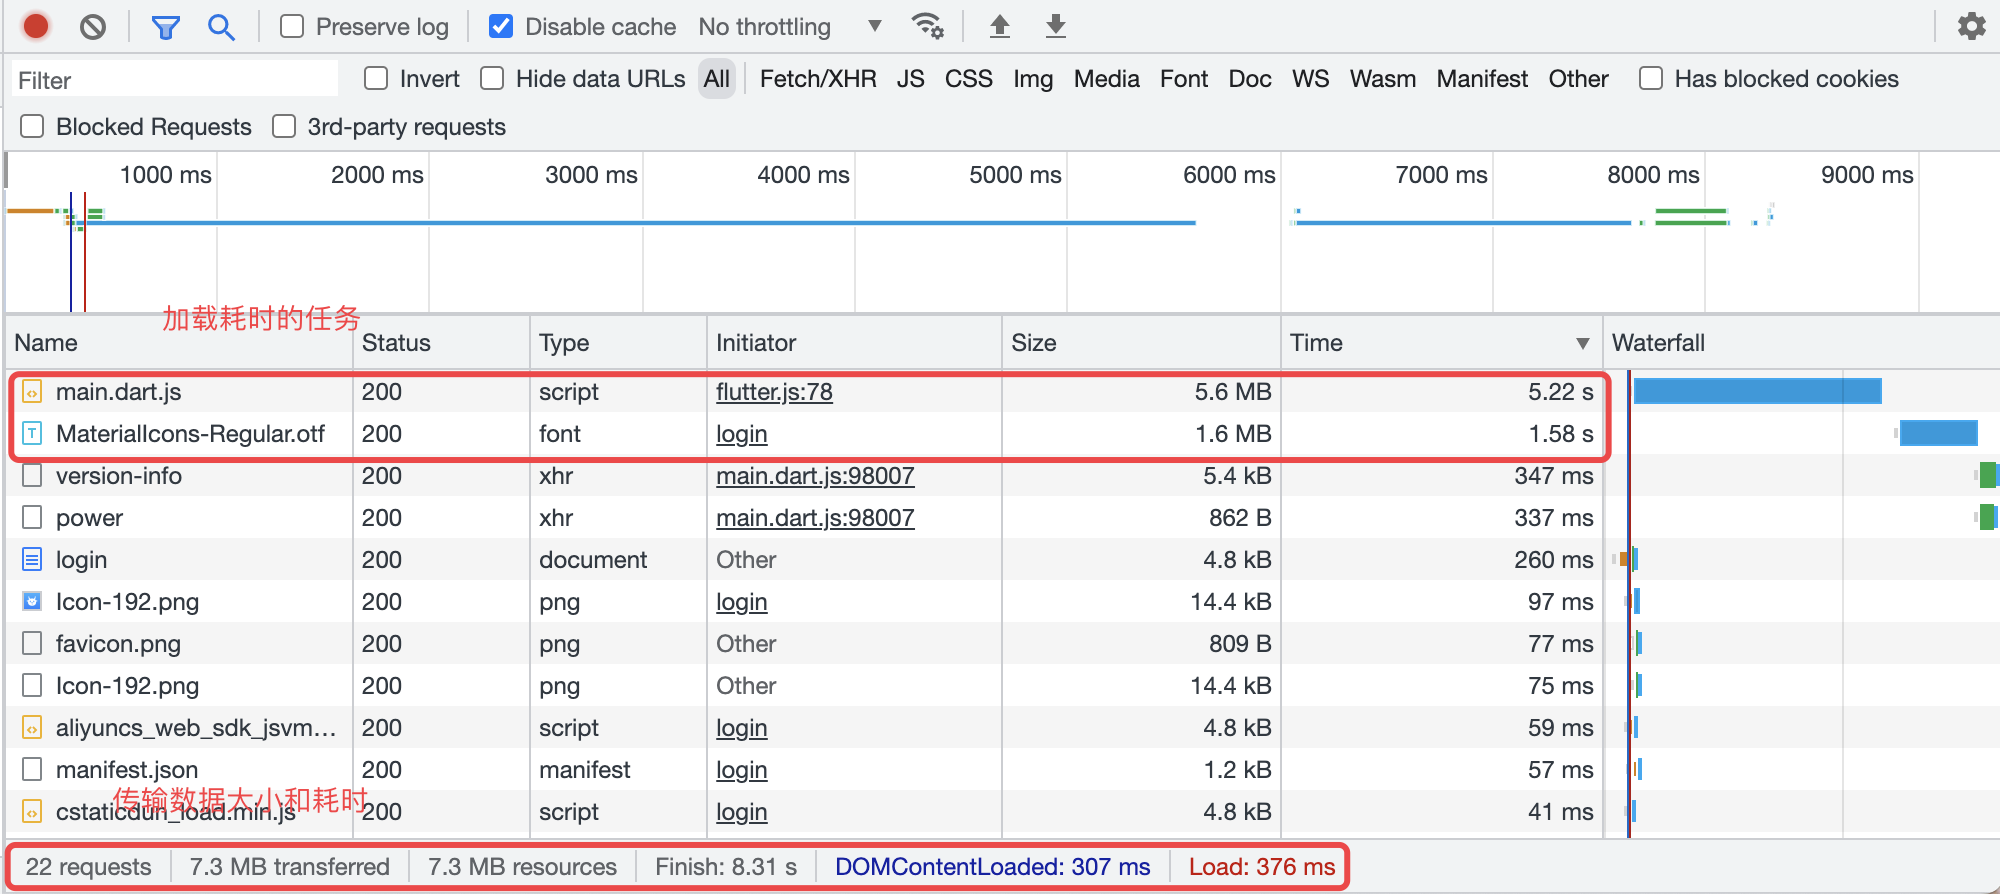 Preserve log Disable cache No throttling
Filter Invert Hide data URLs All Fetch/XHR JS CSS Img Media Font Doc WS Wasm Manifest Other Has blocked cookies
Blocked Requests 3rd-party requests
1000 ms 2000 ms 3000 ms 4000 ms 5000 ms 6000 ms 7000 ms 8000 ms 9000 ms
加载耗时的任务
Name Status Type Initiator Size Time Waterfall
main.dart.js 200 script flutter.js:78 5.6 MB 5.22 s
MaterialIcons-Regular.otf 200 font login 1.6 MB 1.58 s
version-info 200 xhr main.dart.js:98007 5.4 kB 347 ms
power 200 xhr main.dart.js:98007 862 B 337 ms
login 200 document Other 4.8 kB 260 ms
Icon-192.png 200 png login 14.4 kB 97 ms
favicon.png 200 png Other 809 B 77 ms
Icon-192.png 200 png Other 14.4 kB 75 ms
aliyuncs_web_sdk_jsvm... 200 script login 4.8 kB 59 ms
manifest.json 200 manifest login 1.2 kB 57 ms
传输数据大小和耗时
cstaticdun_load.min.js 200 script login 4.8 kB 41 ms
22 requests 7.3 MB transferred 7.3 MB resources Finish: 8.31 s DOMContentLoaded: 307 ms Load: 376 ms